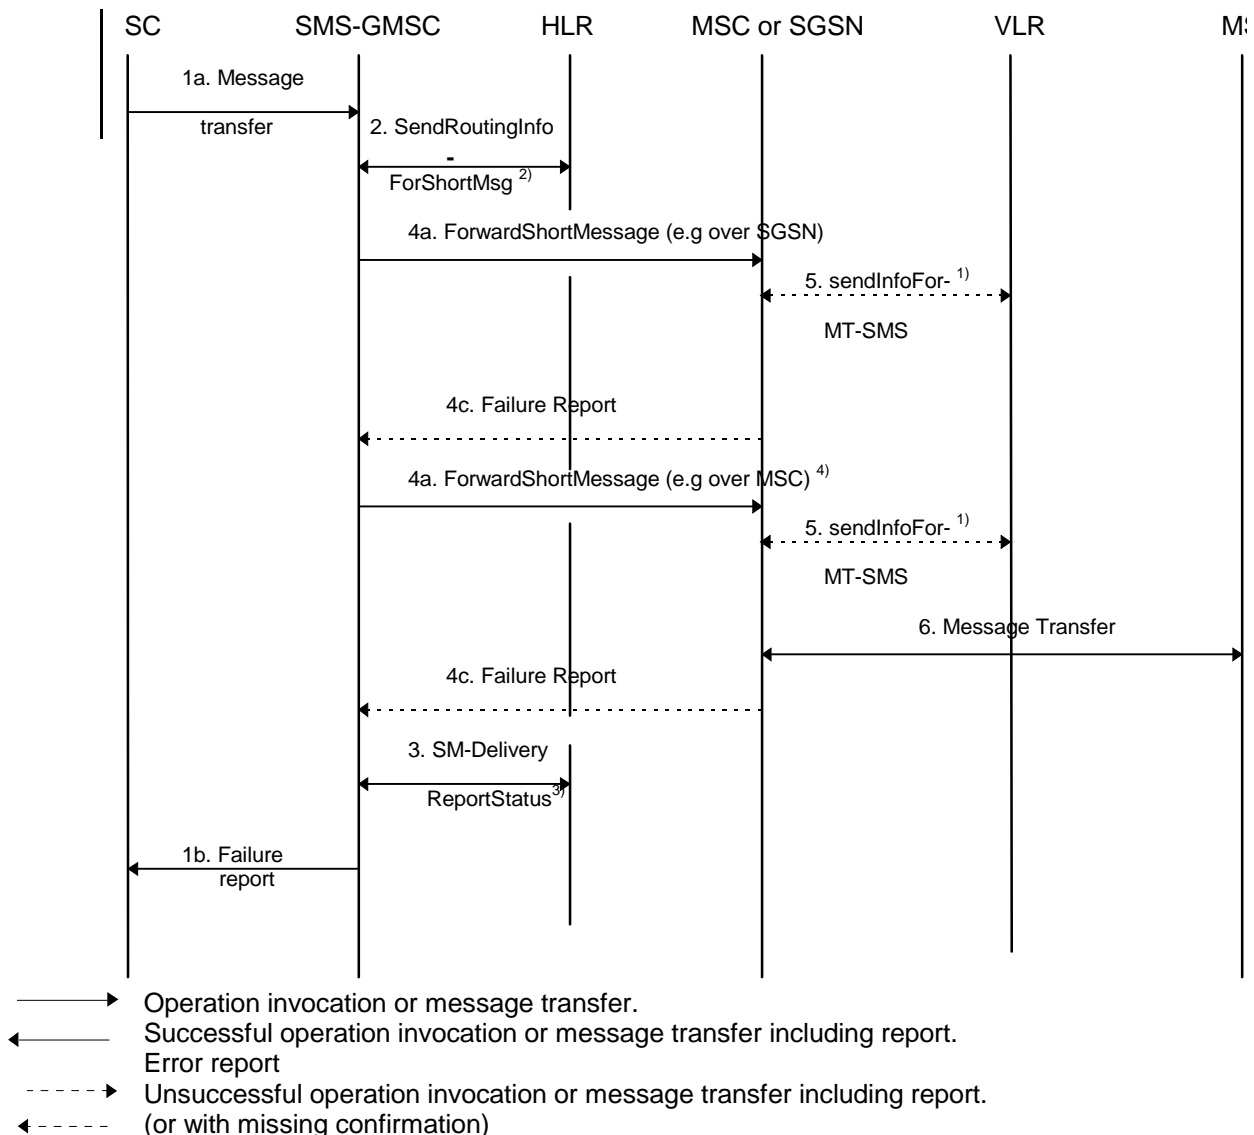 SC SMS-GMSC HLR MSC or SGSN VLR MS
1a. Message
transfer
2. SendRoutingInfo
-
ForShortMsg 2)
4a. ForwardShortMessage (e.g over SGSN)
5. sendInfoFor- 1)
MT-SMS
4c. Failure Report
4a. ForwardShortMessage (e.g over MSC) 4)
5. sendInfoFor- 1)
MT-SMS
6. Message Transfer
4c. Failure Report
3. SM-Delivery
ReportStatus3)
1b. Failure
report
Operation invocation or message transfer.
Successful operation invocation or message transfer including report.
Error report
Unsuccessful operation invocation or message transfer including report.
(or with missing confirmation)